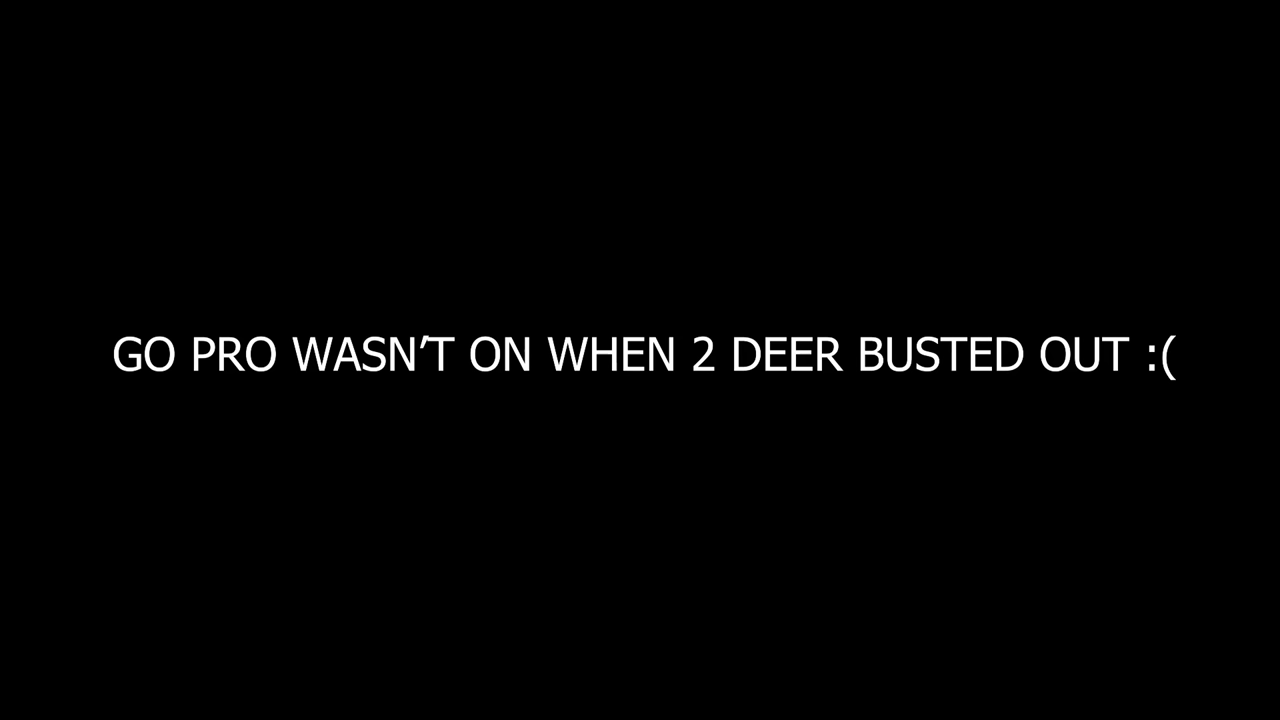 GO PRO WASN’T ON WHEN 2 DEER BUSTED OUT :(